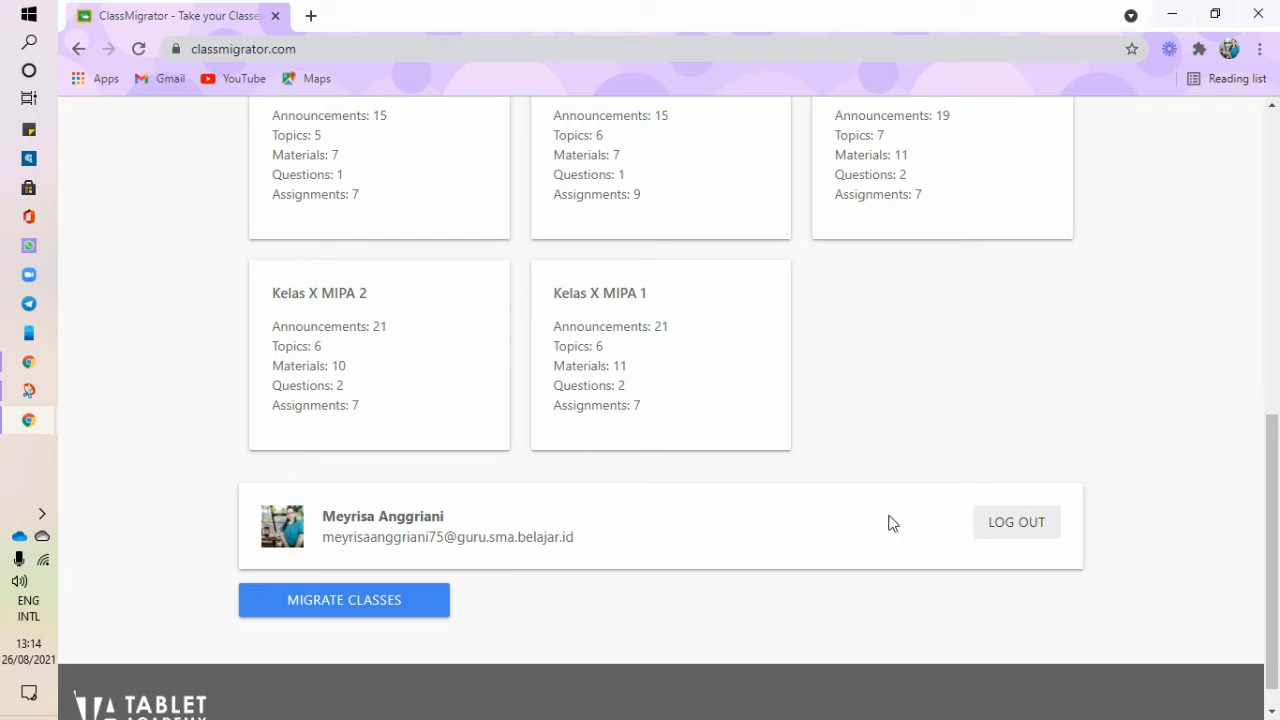 ClassMigrator - Take your Classe
classmigrator.com
Apps
Gmail
YouTube
Maps
Reading list
Announcements: 15
Topics: 5
Materials: 7
Questions: 1
Assignments: 7
Announcements: 15
Topics: 6
Materials: 7
Questions: 1
Assignments: 9
Announcements: 19
Topics: 7
Materials: 11
Questions: 2
Assignments: 7
Kelas X MIPA 2
Announcements: 21
Topics: 6
Materials: 10
Questions: 2
Assignments: 7
Kelas X MIPA 1
Announcements: 21
Topics: 6
Materials: 11
Questions: 2
Assignments: 7
Meyrisa Anggriani
meyrisaanggriani75@guru.sma.belajar.id
LOG OUT
MIGRATE CLASSES
TABLET
ACADEMY
ENG
INTL
13:14
26/08/2021